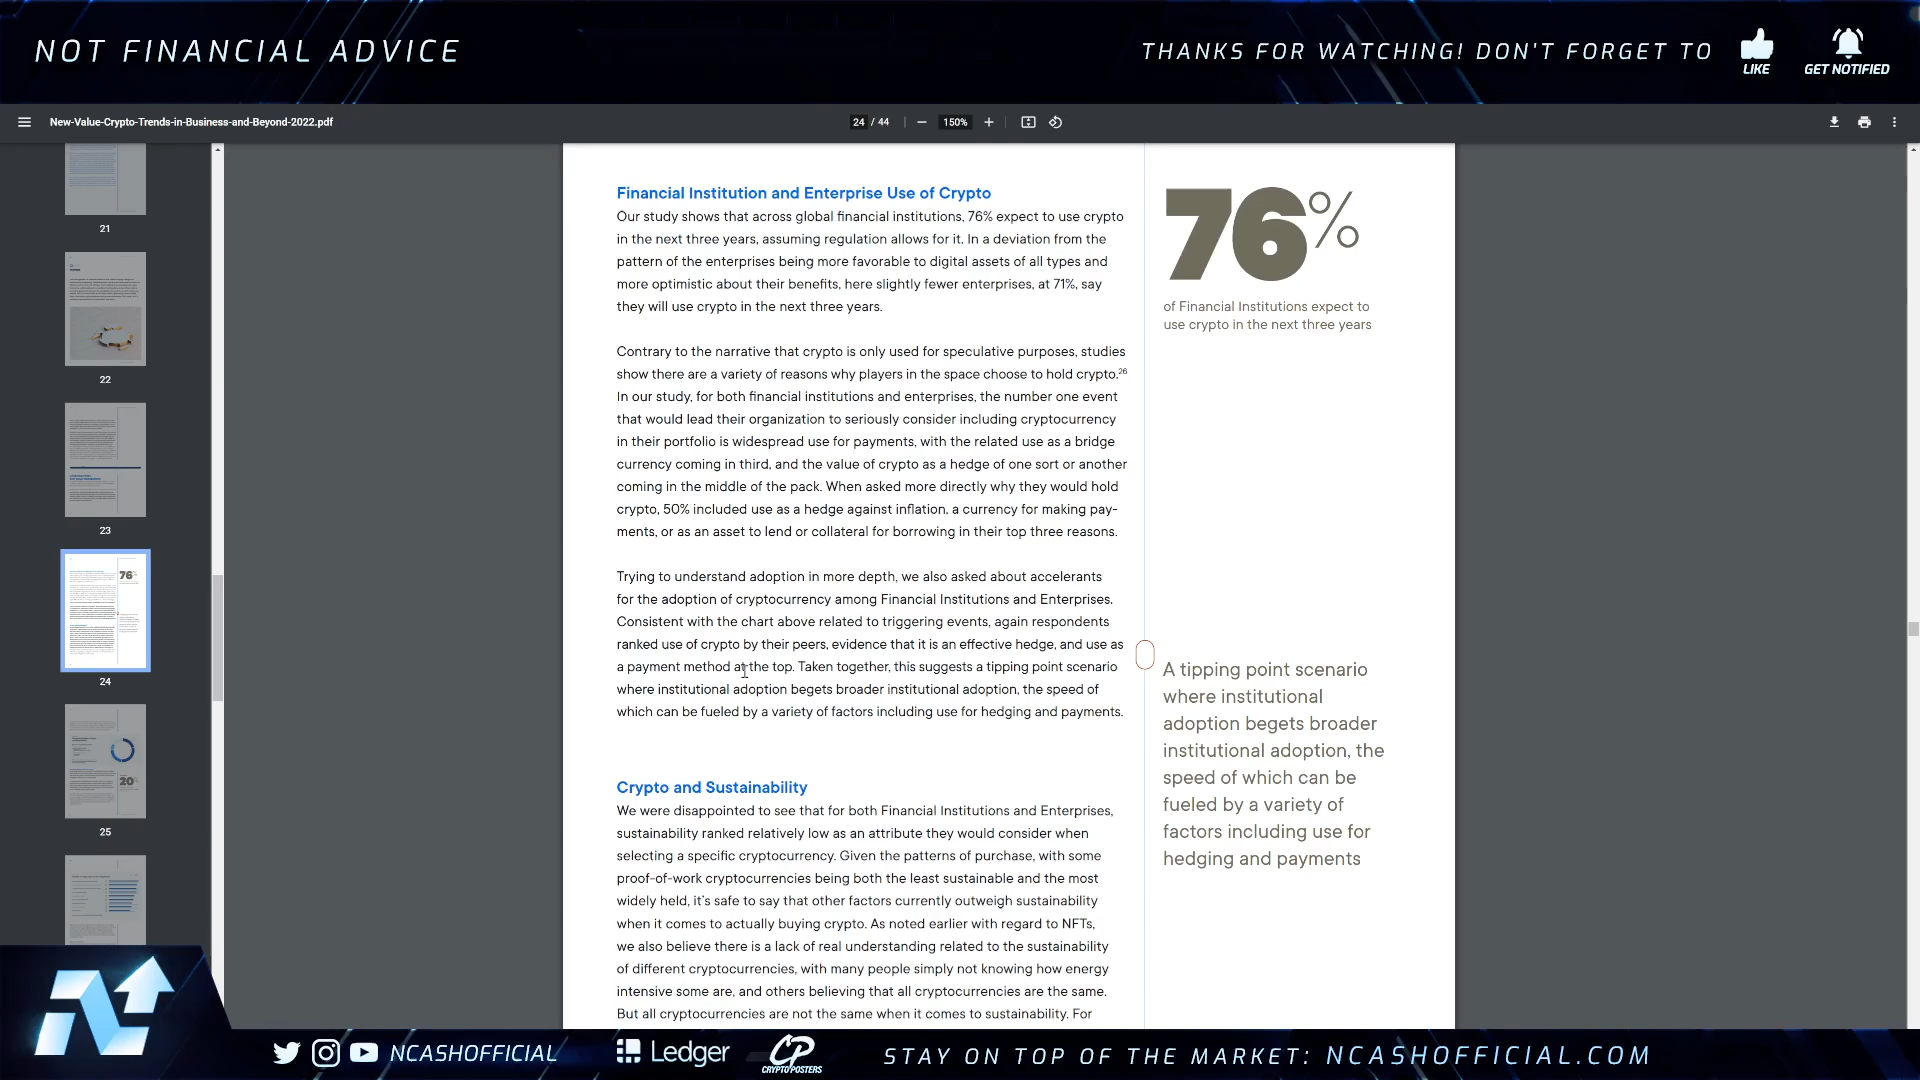 NOT FINANCIAL ADVICE
THANKS FOR WATCHING! DON'T FORGET TO
LIKE
GET NOTIFIED
New-Value-Crypto-Trends-in-Business-and-Beyond-2022.pdf
24 / 44
150%
21
22
23
24
25
76%
20
Financial Institution and Enterprise Use of Crypto
Our study shows that across global financial institutions, 76% expect to use crypto
in the next three years, assuming regulation allows for it. In a deviation from the
pattern of the enterprises being more favorable to digital assets of all types and
more optimistic about their benefits, here slightly fewer enterprises, at 71%, say
they will use crypto in the next three years.
Contrary to the narrative that crypto is only used for speculative purposes, studies
show there are a variety of reasons why players in the space choose to hold crypto.26
In our study, for both financial institutions and enterprises, the number one event
that would lead their organization to seriously consider including cryptocurrency
in their portfolio is widespread use for payments, with the related use as a bridge
currency coming in third, and the value of crypto as a hedge of one sort or another
coming in the middle of the pack. When asked more directly why they would hold
crypto, 50% included use as a hedge against inflation, a currency for making pay-
ments, or as an asset to lend or collateral for borrowing in their top three reasons.
Trying to understand adoption in more depth, we also asked about accelerants
for the adoption of cryptocurrency among Financial Institutions and Enterprises.
Consistent with the chart above related to triggering events, again respondents
ranked use of crypto by their peers, evidence that it is an effective hedge, and use as
a payment method at the top. Taken together, this suggests a tipping point scenario
where institutional adoption begets broader institutional adoption, the speed of
which can be fueled by a variety of factors including use for hedging and payments.
Crypto and Sustainability
We were disappointed to see that for both Financial Institutions and Enterprises,
sustainability ranked relatively low as an attribute they would consider when
selecting a specific cryptocurrency. Given the patterns of purchase, with some
proof-of-work cryptocurrencies being both the least sustainable and the most
widely held, it's safe to say that other factors currently outweigh sustainability
when it comes to actually buying crypto. As noted earlier with regard to NFTs,
we also believe there is a lack of real understanding related to the sustainability
of different cryptocurrencies, with many people simply not knowing how energy
intensive some are, and others believing that all cryptocurrencies are the same.
But all cryptocurrencies are not the same when it comes to sustainability. For
76%
of Financial Institutions expect to
use crypto in the next three years
A tipping point scenario
where institutional
adoption begets broader
institutional adoption, the
speed of which can be
fueled by a variety of
factors including use for
hedging and payments
NCASHOFFICIAL
Ledger
CP
CRYPTO POSTERS
STAY ON TOP OF THE MARKET: NCASHOFFICIAL.COM